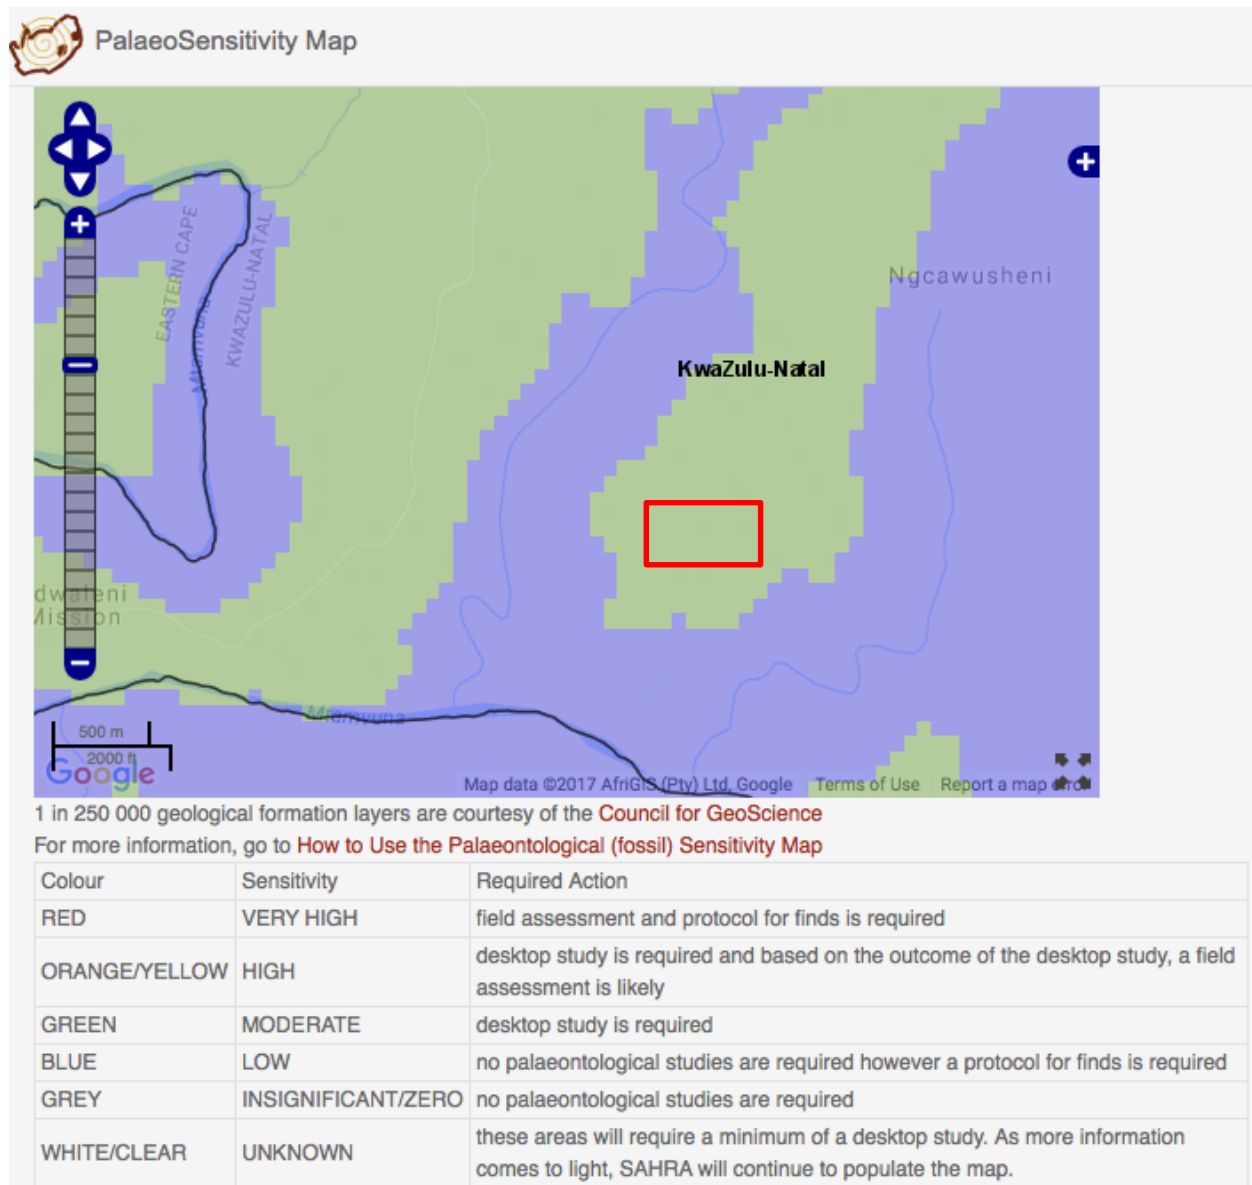 PalaeoSensitivity Map
EASTERN CAPE
KWAZULU-NATAL
Mtamvuna
Ngcawusheni
KwaZulu-Natal
dwaleni
Mission
Mtamvuna
500 m
2000 ft
Google
Map data ©2017 AfriGIS (Pty) Ltd, Google Terms of Use Report a map error
1 in 250 000 geological formation layers are courtesy of the Council for GeoScience
For more information, go to How to Use the Palaeontological (fossil) Sensitivity Map
Colour Sensitivity Required Action
RED VERY HIGH field assessment and protocol for finds is required
ORANGE/YELLOW HIGH desktop study is required and based on the outcome of the desktop study, a field
assessment is likely
GREEN MODERATE desktop study is required
BLUE LOW no palaeontological studies are required however a protocol for finds is required
GREY INSIGNIFICANT/ZERO no palaeontological studies are required
WHITE/CLEAR UNKNOWN these areas will require a minimum of a desktop study. As more information
comes to light, SAHRA will continue to populate the map.